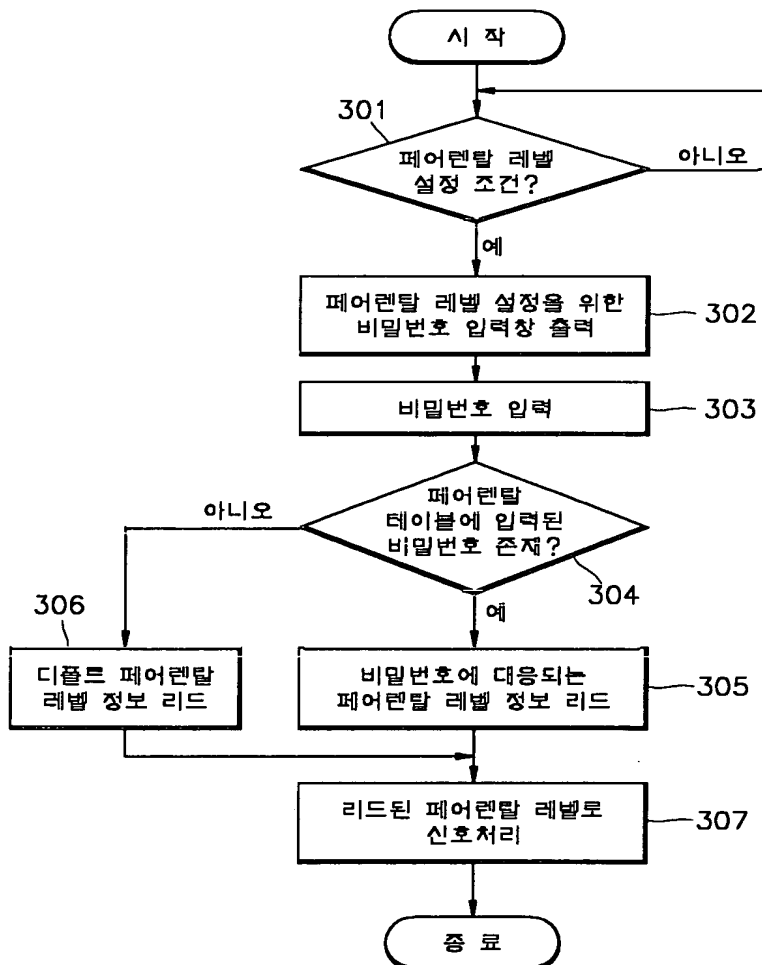 시 작
301
페어렌탈 레벨
설정 조건?
아니오
예
페어렌탈 레벨 설정을 위한
비밀번호 입력창 출력
302
비밀번호 입력
303
페어렌탈
테이블에 입력된
비밀번호 존재?
아니오
304
예
306
디폴트 페어렌탈
레벨 정보 리드
비밀번호에 대응되는
페어렌탈 레벨 정보 리드
305
리드된 페어렌탈 레벨로
신호처리
307
종 료